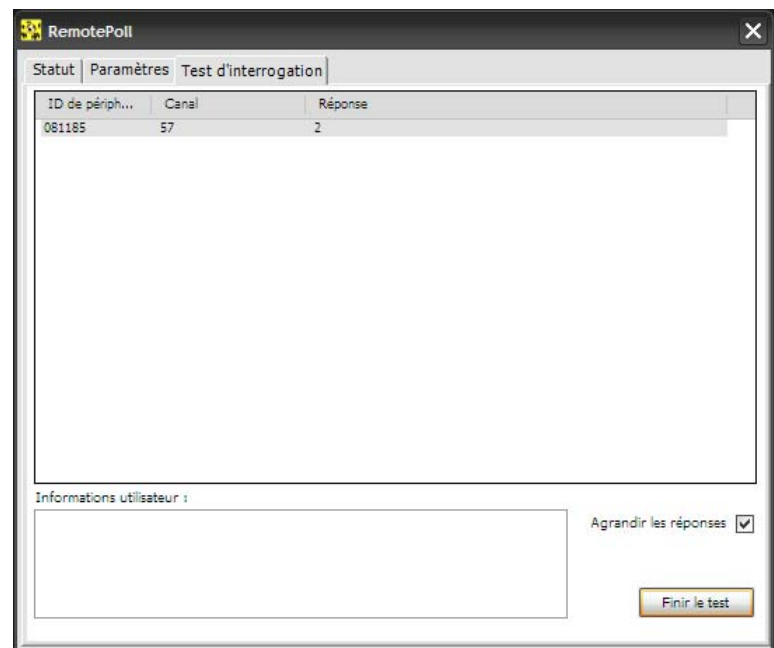 RemotePoll
Statut Paramètres Test d'interrogation
ID de périph... Canal Réponse
081185 57 2
Informations utilisateur :
Agrandir les réponses
Finir le test